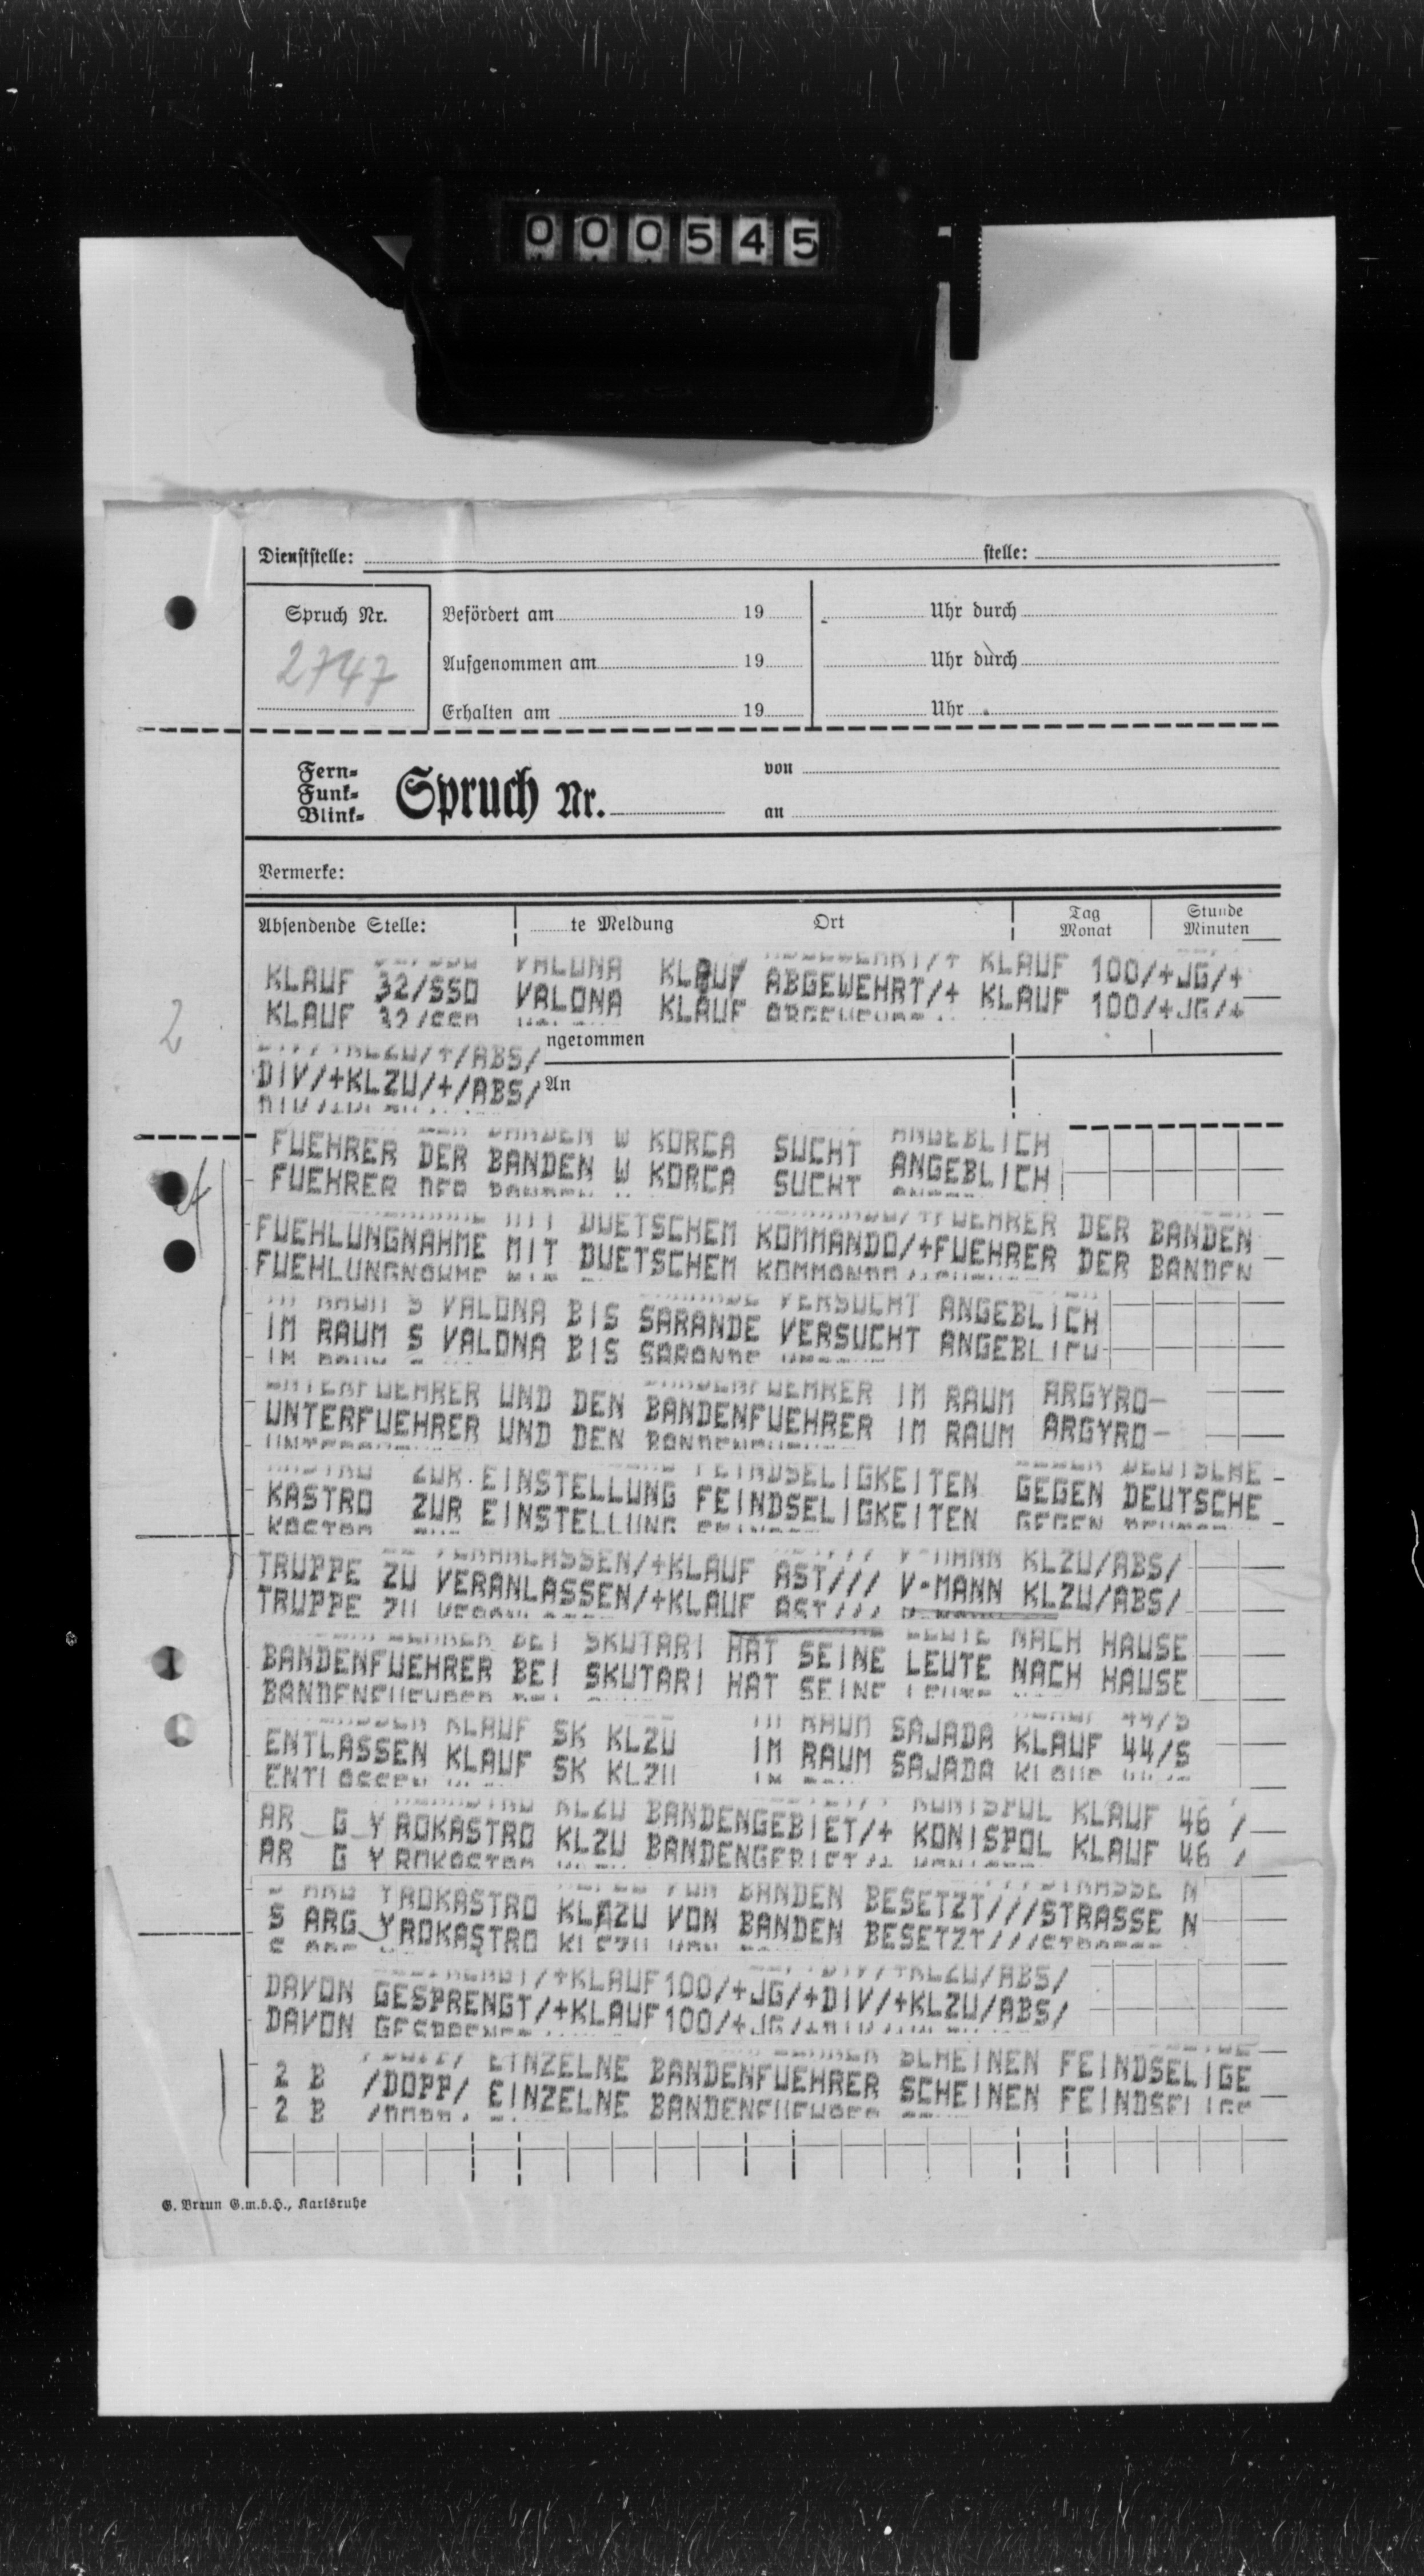 000545
Dienststelle: stelle:
Spruch Nr. Befördert am 19 Uhr durch
2747 Aufgenommen am 19 Uhr durch
Erhalten am 19 Uhr
Fern-
Funk-
Blink-
Spruch Nr. von
an
Vermerke:
Absendende Stelle: te Meldung Ort Tag Monat Stunde Minuten
KLAUF 32/SSO VALONA KLAUF ABGEWEHRT/+ KLAUF 100/+JG/+
2
ngekommen
DIV/+KLZU/+/ABS/ An
FUEHRER DER BANDEN W KORCA SUCHT ANGEBLICH
FUEHLUNGNAHME MIT DUETSCHEM KOMMANDO/+FUEHRER DER BANDEN
IM RAUM S VALONA BIS SARANDE VERSUCHT ANGEBLICH
UNTERFUEHRER UND DEN BANDENFUEHRER IM RAUM ARGYRO-
KASTRO ZUR EINSTELLUNG FEINDSELIGKEITEN GEGEN DEUTSCHE
TRUPPE ZU VERANLASSEN/+KLAUF AST/// V-MANN KLZU/ABS/
BANDENFUEHRER BEI SKUTARI HAT SEINE LEUTE NACH HAUSE
ENTLASSEN KLAUF SK KLZU IM RAUM SAJADA KLAUF 44/S
AR G YROKASTRO KLZU BANDENGEBIET/+ KONISPOL KLAUF 46 /
S ARG YROKASTRO KLZU VON BANDEN BESETZT///STRASSE N
DAVON GESPRENGT/+KLAUF100/+JG/+DIV/+KLZU/ABS/
2 B /DOPP/ EINZELNE BANDENFUEHRER SCHEINEN FEINDSELIGE
G. Braun G.m.b.H., Karlsruhe